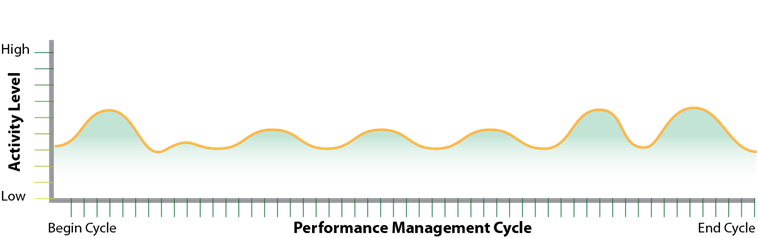 High
Activity Level
Low
Begin Cycle
Performance Management Cycle
End Cycle